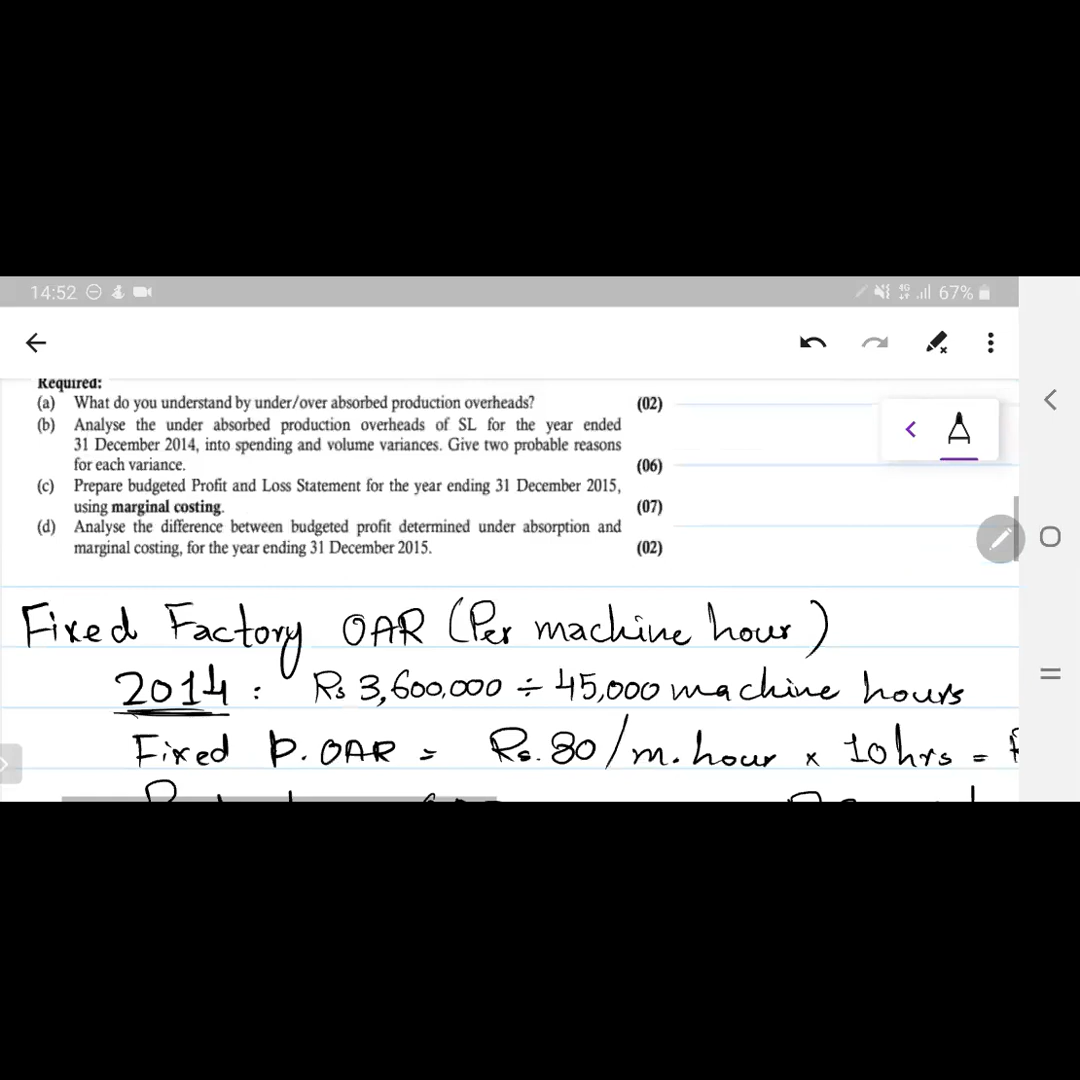 14:52 4G 67%
Required:
(a) What do you understand by under/over absorbed production overheads? (02)
(b) Analyse the under absorbed production overheads of SL for the year ended
31 December 2014, into spending and volume variances. Give two probable reasons
for each variance. (06)
(c) Prepare budgeted Profit and Loss Statement for the year ending 31 December 2015,
using marginal costing. (07)
(d) Analyse the difference between budgeted profit determined under absorption and
marginal costing, for the year ending 31 December 2015. (02)
Fixed Factory OAR (Per machine hour)
2014 : Rs 3,600,000 ÷ 45,000 machine hours
Fixed P. OAR = Rs. 80/m. hour x 10 hrs =